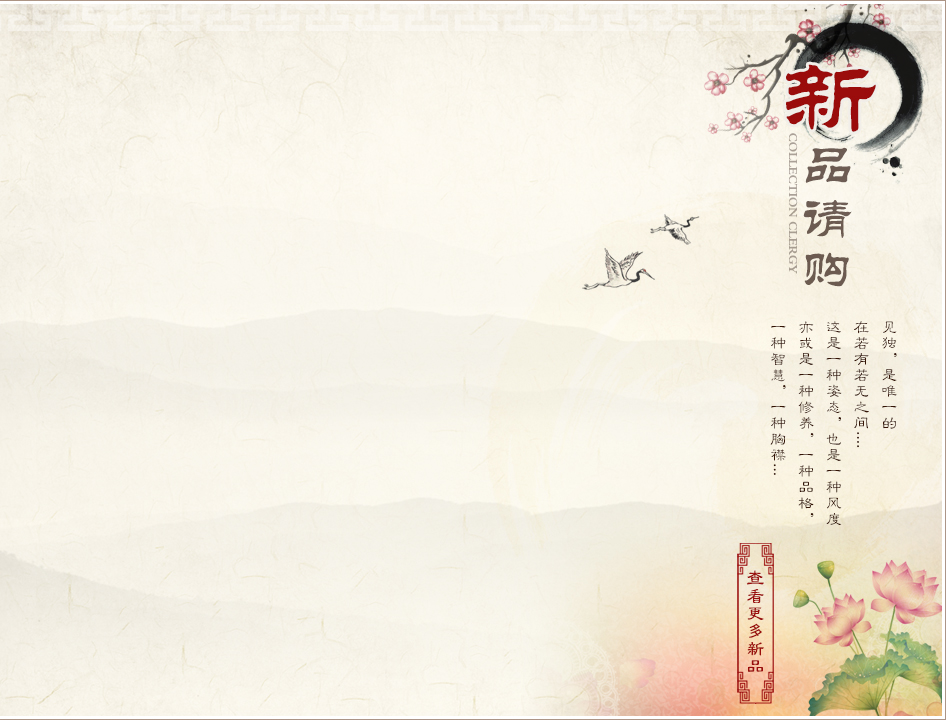 新品请购
COLLECTION CLERGY
见独，是唯一的
在若有若无之间…
这是一种姿态，也是一种风度
亦或是一种修养，一种品格，
一种智慧，一种胸襟…
查看更多新品